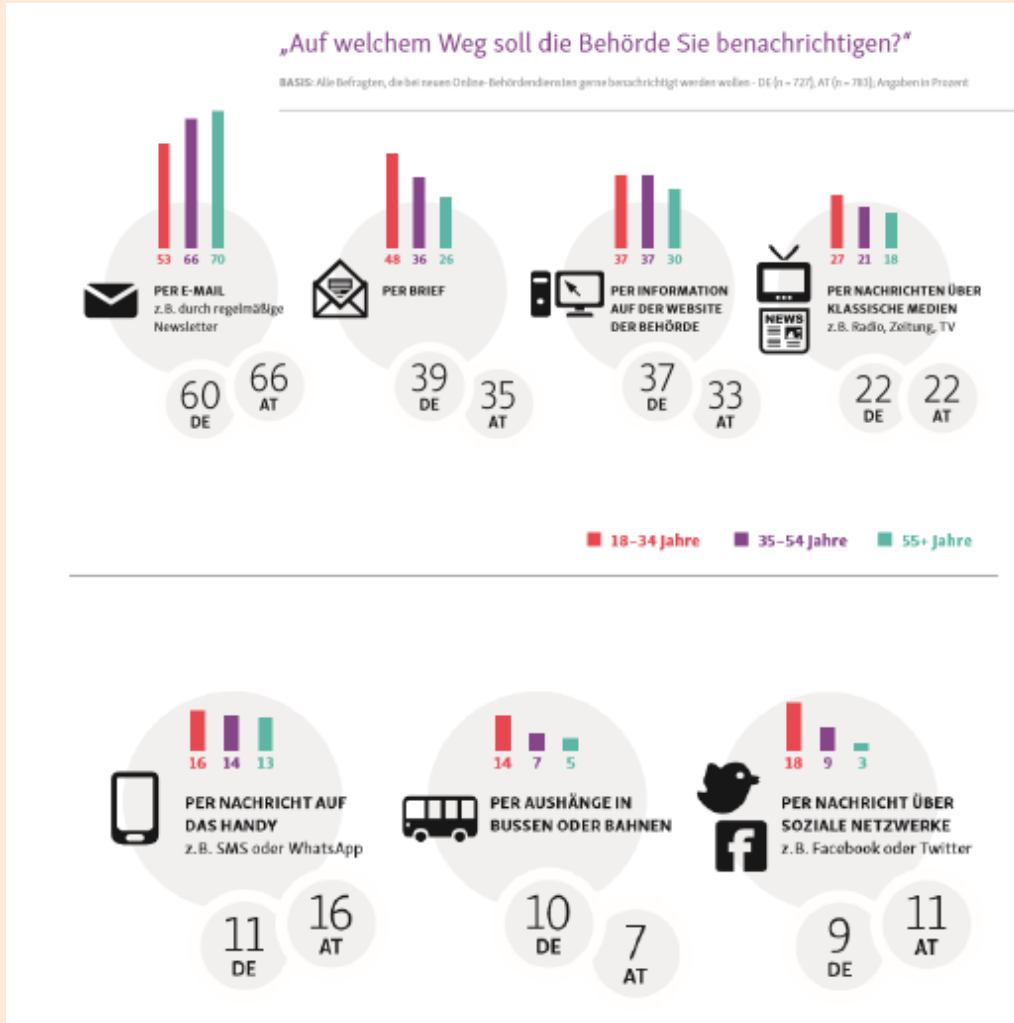 „Auf welchem Weg soll die Behörde Sie benachrichtigen?“
BASIS: Alle Befragten, die bei neuen Online-Behördendiensten gerne benachrichtigt werden wollen - DE (n = 727), AT (n = 783); Angaben in Prozent
53 66 70
PER E-MAIL
z.B. durch regelmäßige
Newsletter
60
DE
66
AT
48 36 26
PER BRIEF
39
DE
35
AT
37 37 30
PER INFORMATION
AUF DER WEBSITE
DER BEHÖRDE
37
DE
33
AT
27 21 18
NEWS
PER NACHRICHTEN ÜBER
KLASSISCHE MEDIEN
z.B. Radio, Zeitung, TV
22
DE
22
AT
18–34 Jahre 35–54 Jahre 55+ Jahre
16 14 13
PER NACHRICHT AUF
DAS HANDY
z.B. SMS oder WhatsApp
11
DE
16
AT
14 7 5
PER AUSHÄNGE IN
BUSSEN ODER BAHNEN
10
DE
7
AT
18 9 3
PER NACHRICHT ÜBER
SOZIALE NETZWERKE
z.B. Facebook oder Twitter
9
DE
11
AT